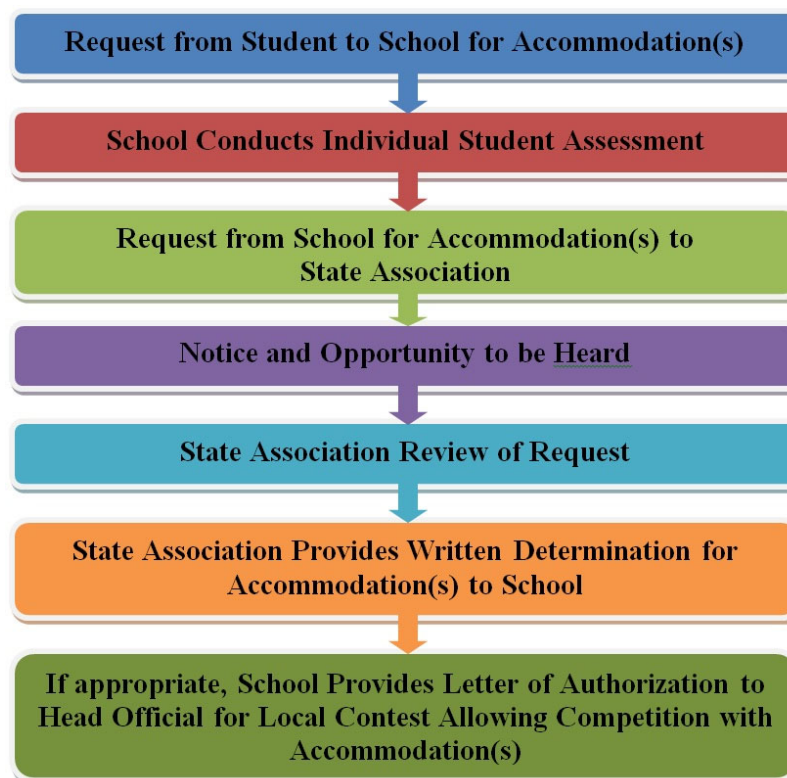 Request from Student to School for Accommodation(s)
School Conducts Individual Student Assessment
Request from School for Accommodation(s) to
State Association
Notice and Opportunity to be Heard
State Association Review of Request
State Association Provides Written Determination for
Accommodation(s) to School
If appropriate, School Provides Letter of Authorization to
Head Official for Local Contest Allowing Competition with
Accommodation(s)